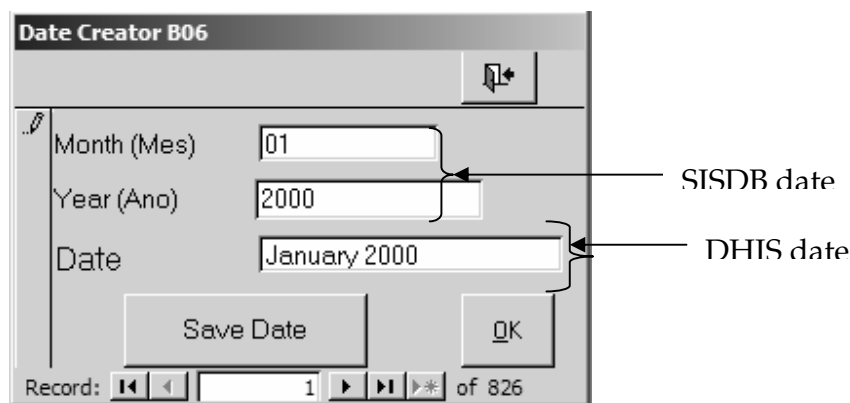 Date Creator B06
Month (Mes) 01
Year (Ano) 2000
SISDB date
Date January 2000
DHIS date
Save Date OK
Record: 1 of 826